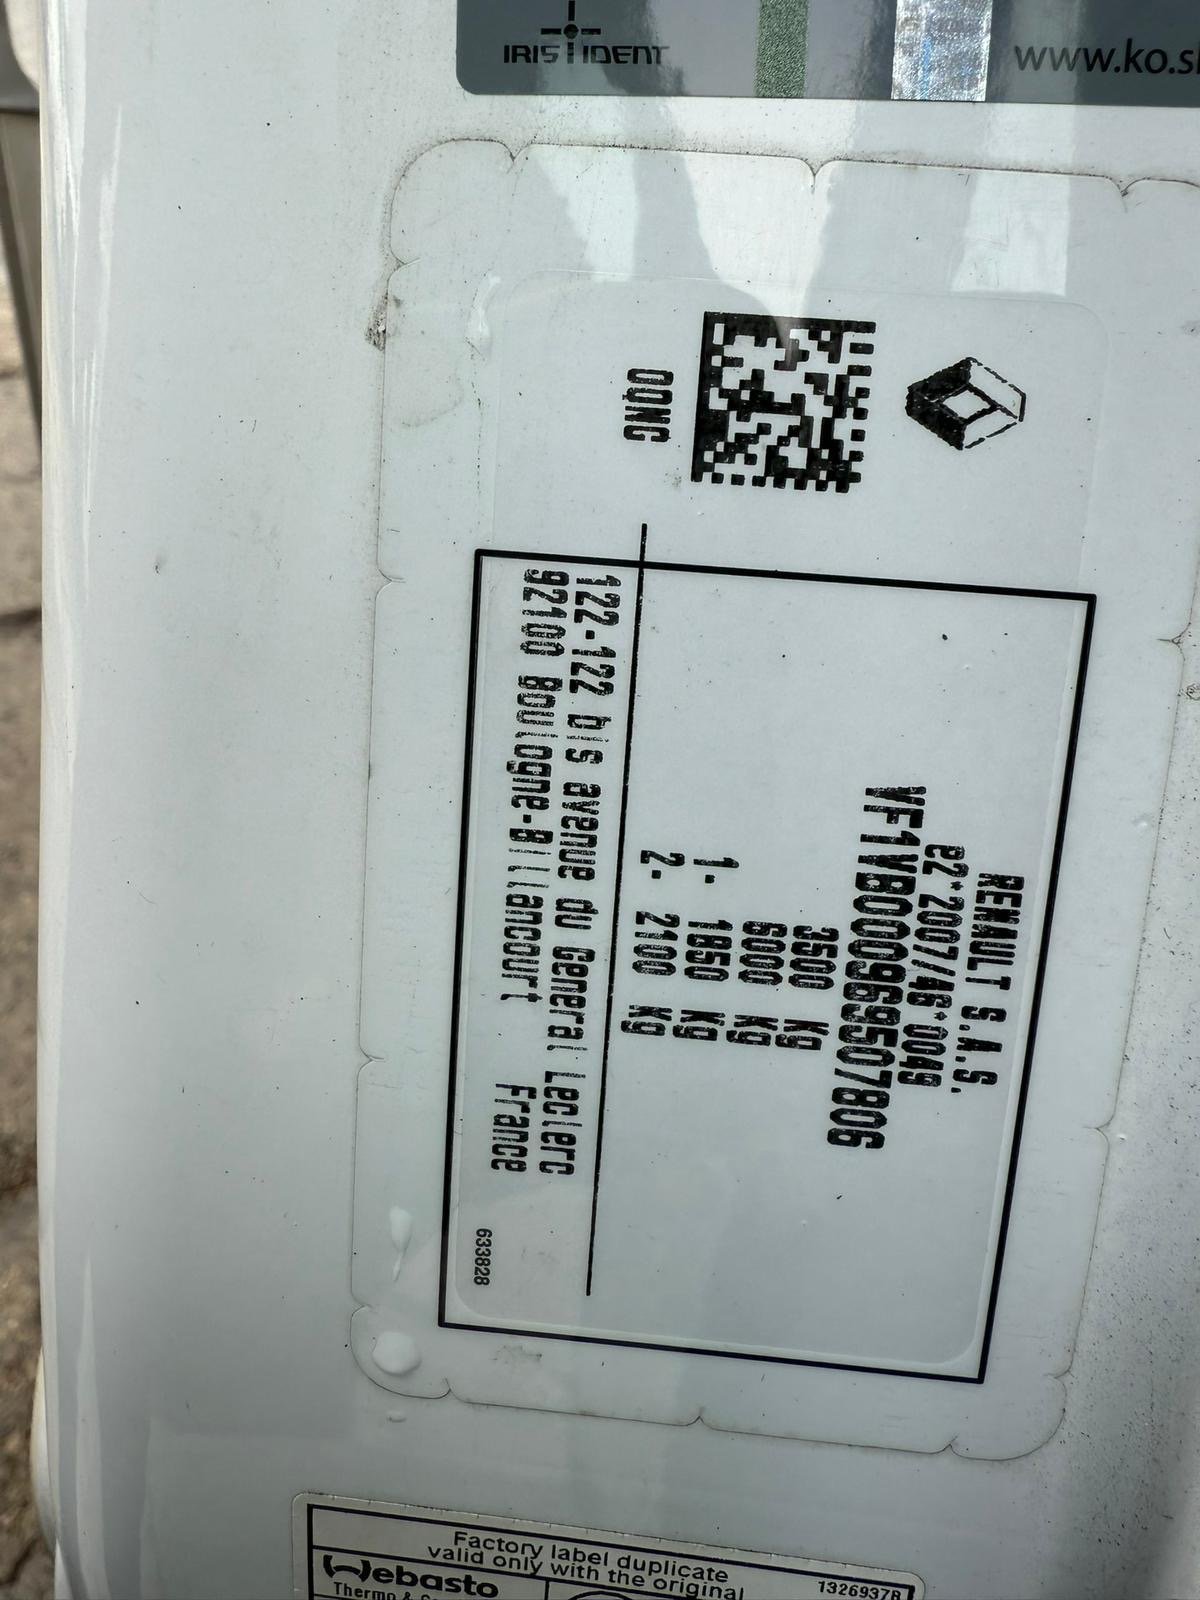 IRIS IDENT
www.ko.s
OQNG
RENAULT S.A.S.
e2*2007/46*0049
VF1VB000969507806
3500 kg
6000 kg
1- 1850 kg
2- 2100 kg
122-122 bis avenue du General Leclerc
92100 Boulogne-Billancourt France
633828
Factory label duplicate
valid only with the original
Webasto
1326937B
Thermo &